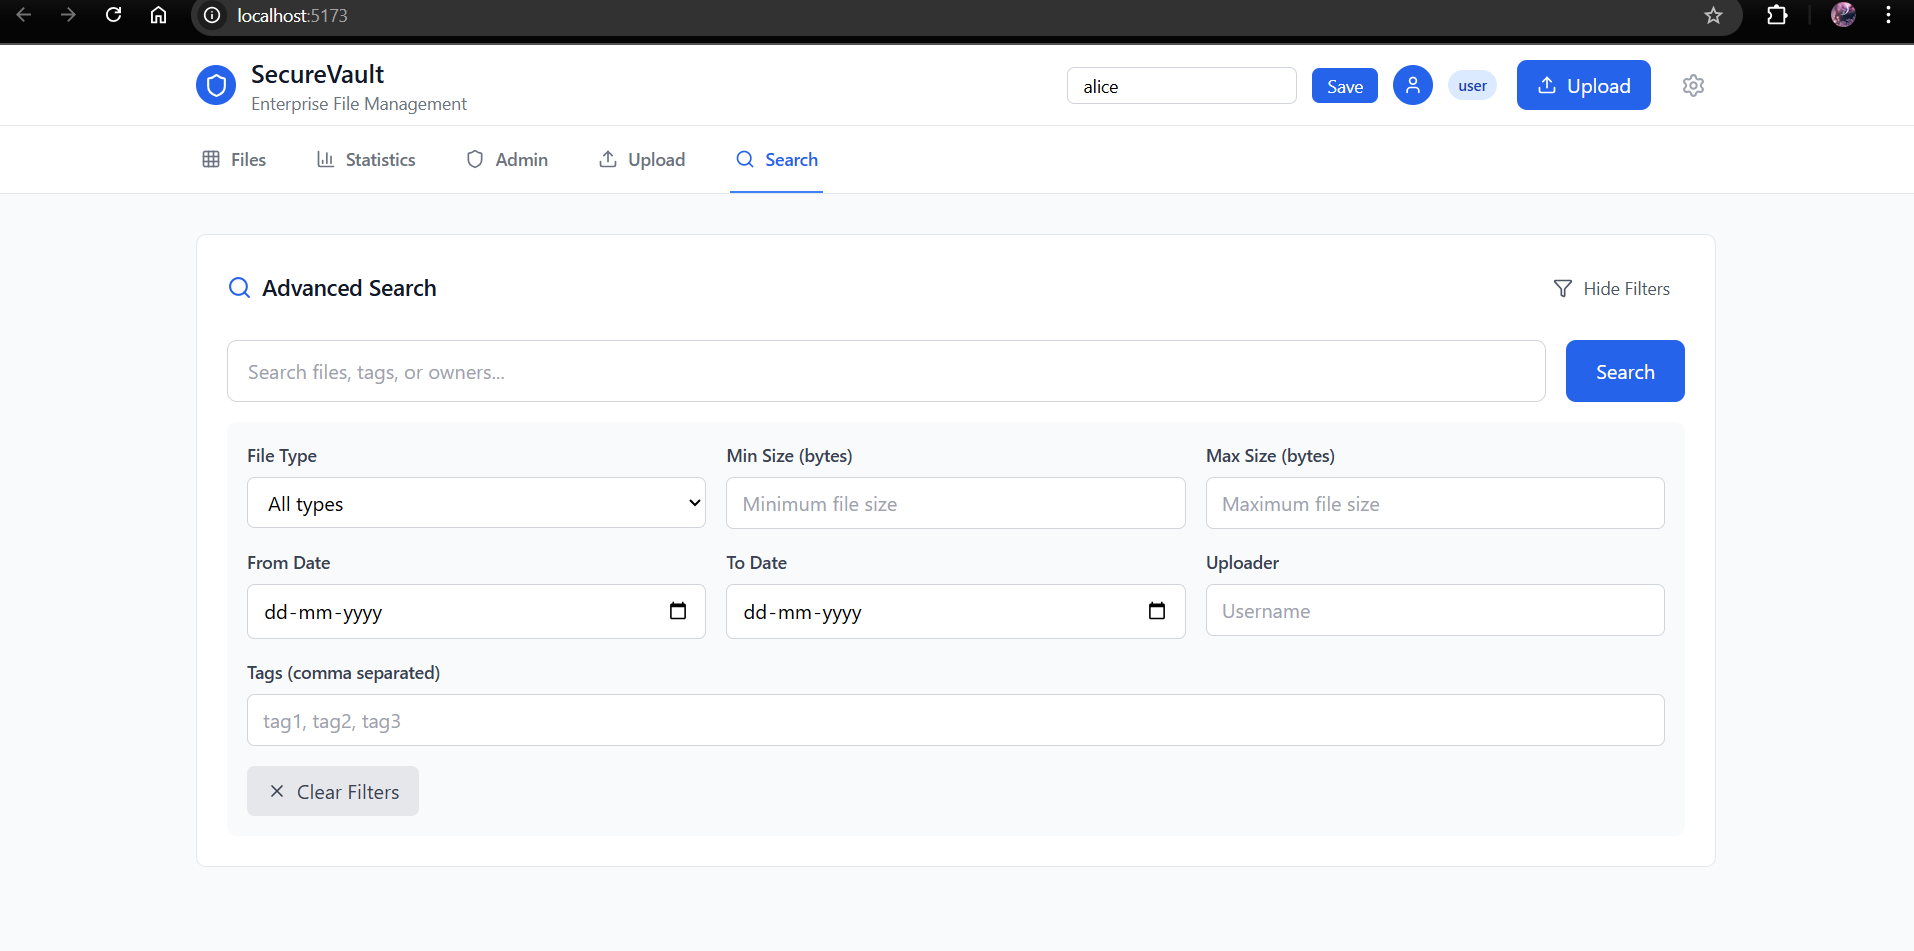 localhost:5173
SecureVault
Enterprise File Management
alice
Save
user
Upload
Files
Statistics
Admin
Upload
Search
Advanced Search
Hide Filters
Search files, tags, or owners...
Search
File Type
Min Size (bytes)
Max Size (bytes)
All types
Minimum file size
Maximum file size
From Date
To Date
Uploader
dd-mm-yyyy
dd-mm-yyyy
Username
Tags (comma separated)
tag1, tag2, tag3
Clear Filters